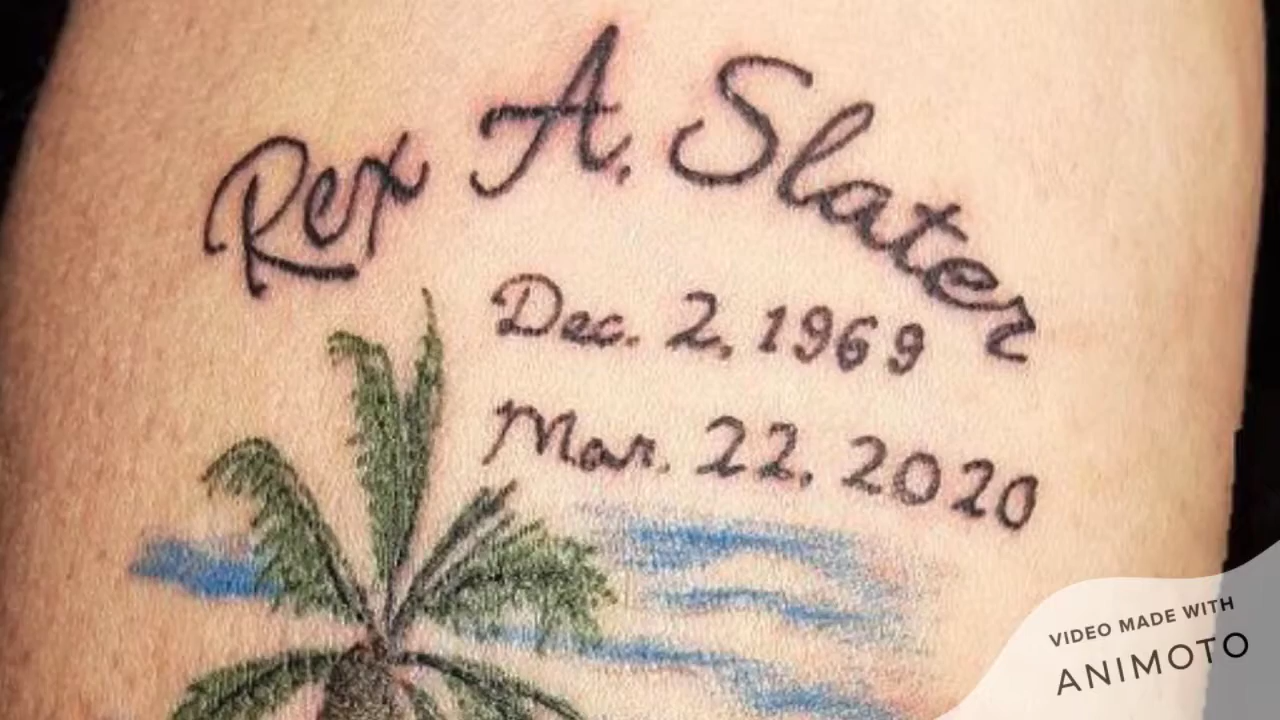 Rex A. Slater
Dec. 2, 1969
Mar. 22, 2020
VIDEO MADE WITH
ANIMOTO